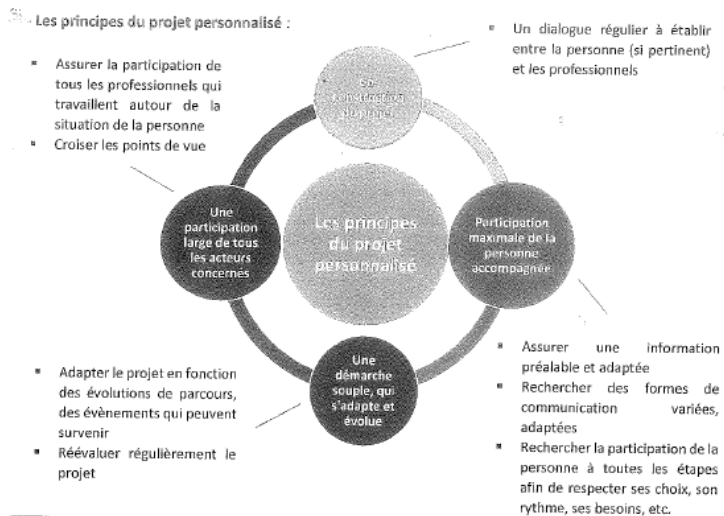 Les principes du projet personnalisé :
Un dialogue régulier à établir
entre la personne (si pertinent)
et les professionnels
Assurer la participation de
tous les professionnels qui
travaillent autour de la
situation de la personne
Croiser les points de vue
Co-
construction
du projet
Une
participation
large de tous
les acteurs
concernés
Les principes
du projet
personnalisé
Participation
maximale de la
personne
accompagnée
Une
démarche
souple, qui
s'adapte et
évolue
Adapter le projet en fonction
des évolutions de parcours,
des évènements qui peuvent
survenir
Réévaluer régulièrement le
projet
Assurer une information
préalable et adaptée
Rechercher des formes de
communication variées,
adaptées
Rechercher la participation de la
personne à toutes les étapes
afin de respecter ses choix, son
rythme, ses besoins, etc.